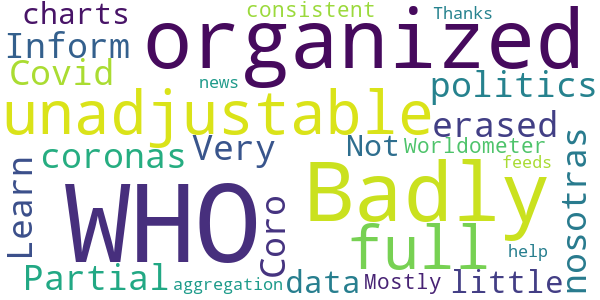 charts
consistent
Thanks
organized
Inform
Covid
news
politics
unadjustable
erased
coronas
Very
Not
Worldometer
feeds
nosotras
Learn
WHO
Coro
Badly
full
help
Partial
aggregation
data
Mostly
little